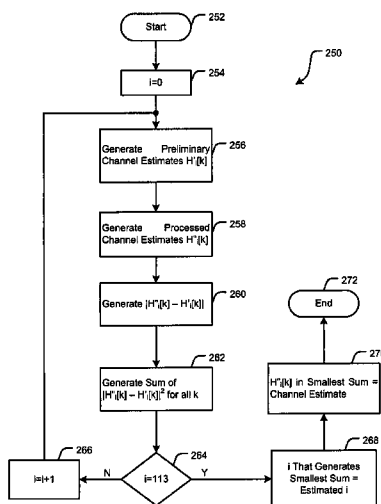 252
Start
250
254
i=0
256
Generate Preliminary
Channel Estimates H'i[k]
258
Generate Processed
Channel Estimates H"i[k]
260
Generate |H"i[k] – H'i[k]|
262
Generate Sum of
|H"i[k] – H'i[k]|² for all k
264
i=113
N
Y
266
i=i+1
268
i That Generates
Smallest Sum =
Estimated i
H"i[k] in Smallest Sum =
Channel Estimate
272
End